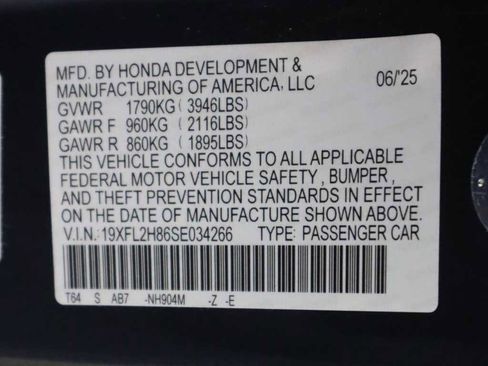 MFD. BY HONDA DEVELOPMENT &
MANUFACTURING OF AMERICA, LLC 06/'25
GVWR 1790KG ( 3946LBS)
GAWR F 960KG ( 2116LBS)
GAWR R 860KG ( 1895LBS)
THIS VEHICLE CONFORMS TO ALL APPLICABLE
FEDERAL MOTOR VEHICLE SAFETY , BUMPER,
AND THEFT PREVENTION STANDARDS IN EFFECT
ON THE DATE OF MANUFACTURE SHOWN ABOVE.
V.I.N.: 19XFL2H86SE034266 TYPE: PASSENGER CAR
T64 S AB7 -NH904M -Z -E